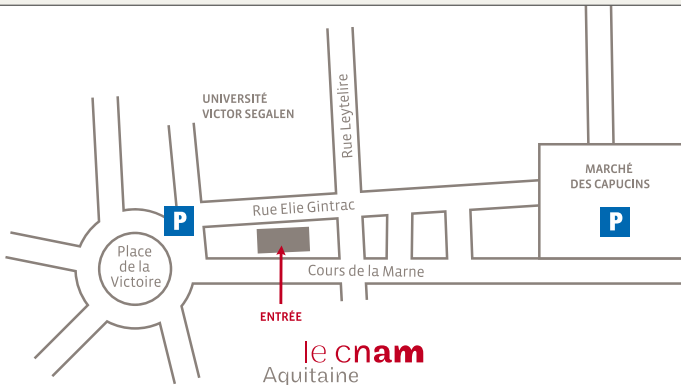 UNIVERSITÉ
VICTOR SEGALEN
Rue Leytelire
MARCHÉ
DES CAPUCINS
Rue Elie Gintrac
P
P
Place
de la
Victoire
Cours de la Marne
ENTRÉE
le cnam
Aquitaine